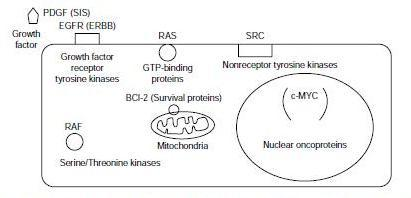 PDGF (SIS)
Growth
factor
EGFR (ERBB)
Growth factor
receptor
tyrosine kinases
RAS
GTP-binding
proteins
SRC
Nonreceptor tyrosine kinases
BCI-2 (Survival proteins)
Mitochondria
RAF
Serine/Threonine kinases
c-MYC
Nuclear oncoproteins